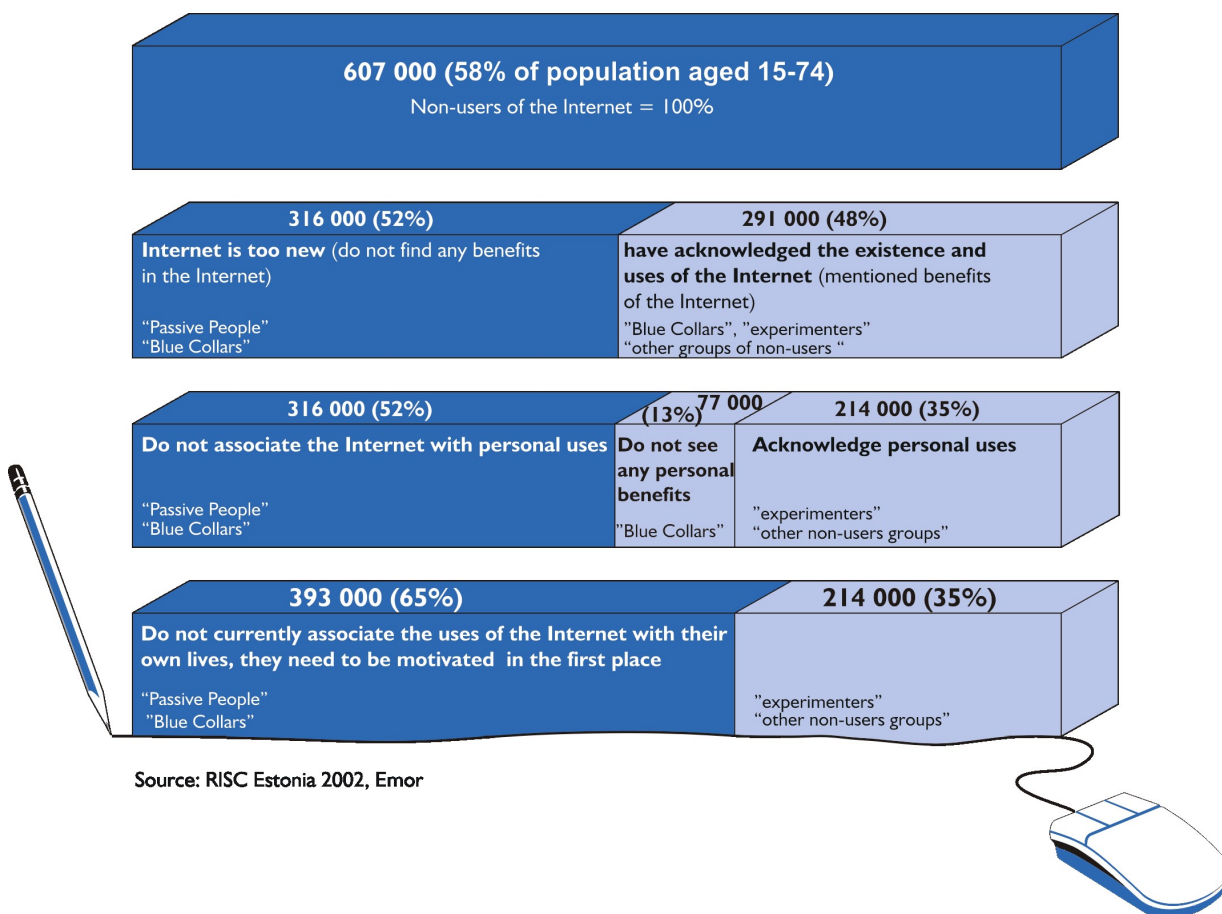 607 000 (58% of population aged 15-74)
Non-users of the Internet = 100%
316 000 (52%)
291 000 (48%)
Internet is too new (do not find any benefits
in the Internet)
“Passive People”
“Blue Collars”
have acknowledged the existence and
uses of the Internet (mentioned benefits
of the Internet)
”Blue Collars”, ”experimenters”
“other groups of non-users “
316 000 (52%)
77 000
(13%)
214 000 (35%)
Do not associate the Internet with personal uses
“Passive People”
“Blue Collars”
Do not see
any personal
benefits
”Blue Collars”
Acknowledge personal uses
”experimenters”
“other non-users groups”
393 000 (65%)
214 000 (35%)
Do not currently associate the uses of the Internet with their
own lives, they need to be motivated in the first place
“Passive People”
”Blue Collars”
”experimenters”
“other non-users groups”
Source: RISC Estonia 2002, Emor